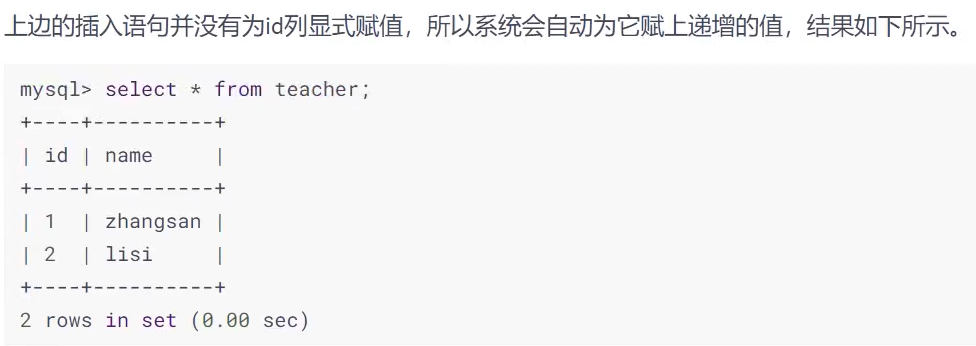 上边的插入语句并没有为id列显式赋值，所以系统会自动为它赋上递增的值，结果如下所示。
mysql> select * from teacher;
+----+----------+
| id | name     |
+----+----------+
| 1  | zhangsan |
| 2  | lisi     |
+----+----------+
2 rows in set (0.00 sec)